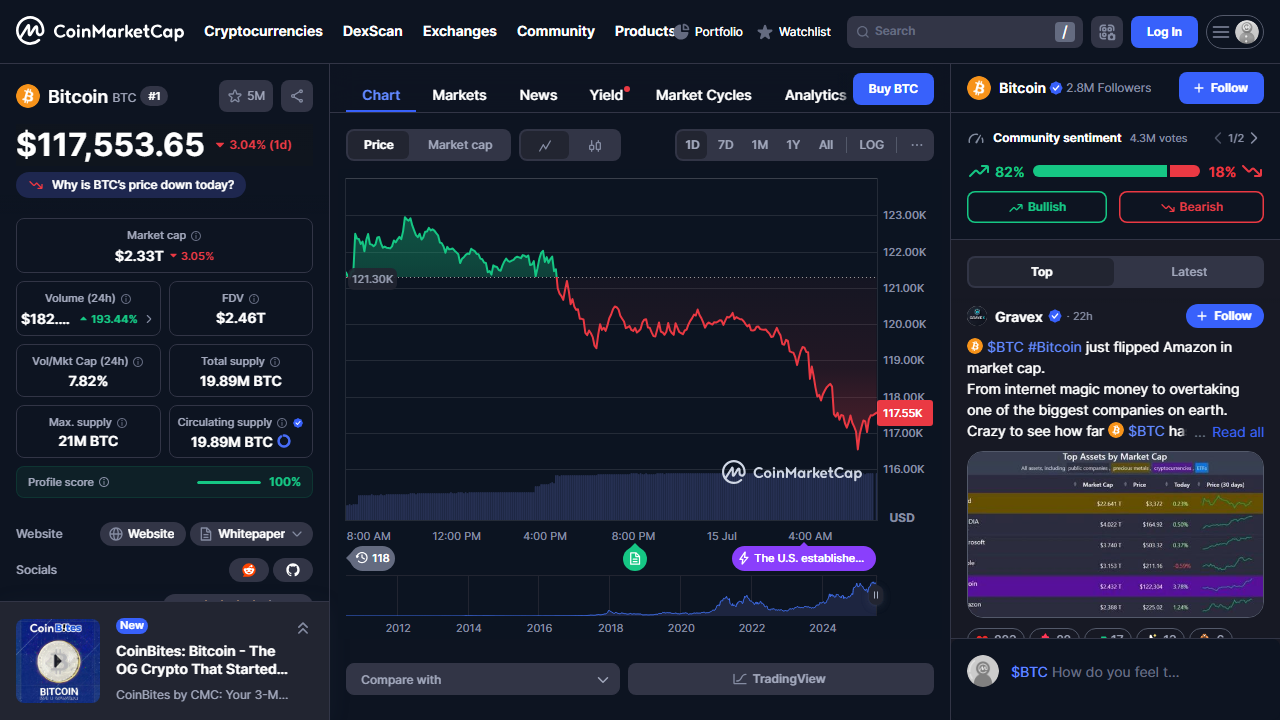 CoinMarketCap
Cryptocurrencies
DexScan
Exchanges
Community
Products
Portfolio
Watchlist
Search
/
Log In
Bitcoin BTC #1
5M
$117,553.65
3.04% (1d)
Why is BTC's price down today?
Market cap
$2.33T 3.05%
Volume (24h)
$182.... 193.44%
FDV
$2.46T
Vol/Mkt Cap (24h)
7.82%
Total supply
19.89M BTC
Max. supply
21M BTC
Circulating supply
19.89M BTC
Profile score
100%
Website
Website
Whitepaper
Socials
CoinBites
BITCOIN
New
CoinBites: Bitcoin - The
OG Crypto That Started...
CoinBites by CMC: Your 3-M...
Chart
Markets
News
Yield
Market Cycles
Analytics
Buy BTC
Price
Market cap
1D
7D
1M
1Y
All
LOG
···
123.00K
122.00K
121.30K
121.00K
120.00K
119.00K
118.00K
117.55K
117.00K
116.00K
CoinMarketCap
USD
8:00 AM
12:00 PM
4:00 PM
8:00 PM
15 Jul
4:00 AM
118
The U.S. establishe...
2012
2014
2016
2018
2020
2022
2024
Compare with
TradingView
Bitcoin 2.8M Followers
+ Follow
Community sentiment 4.3M votes
1/2
82%
18%
Bullish
Bearish
Top
Latest
Gravex · 22h
+ Follow
$BTC #Bitcoin just flipped Amazon in
market cap.
From internet magic money to overtaking
one of the biggest companies on earth.
Crazy to see how far $BTC ha ... Read all
Top Assets by Market Cap
All assets, including public companies, precious metals, cryptocurrencies, ETFs
Market Cap
Price
Today
Price (30 days)
d $22.641 T $3,372 0.23%
DIA $4.022 T $164.92 0.50%
rosoft $3.740 T $503.32 0.37%
le $3.153 T $211.16 -0.59%
oin $2.432 T $122,304 3.78%
azon $2.388 T $225.02 1.24%
$BTC How do you feel t...